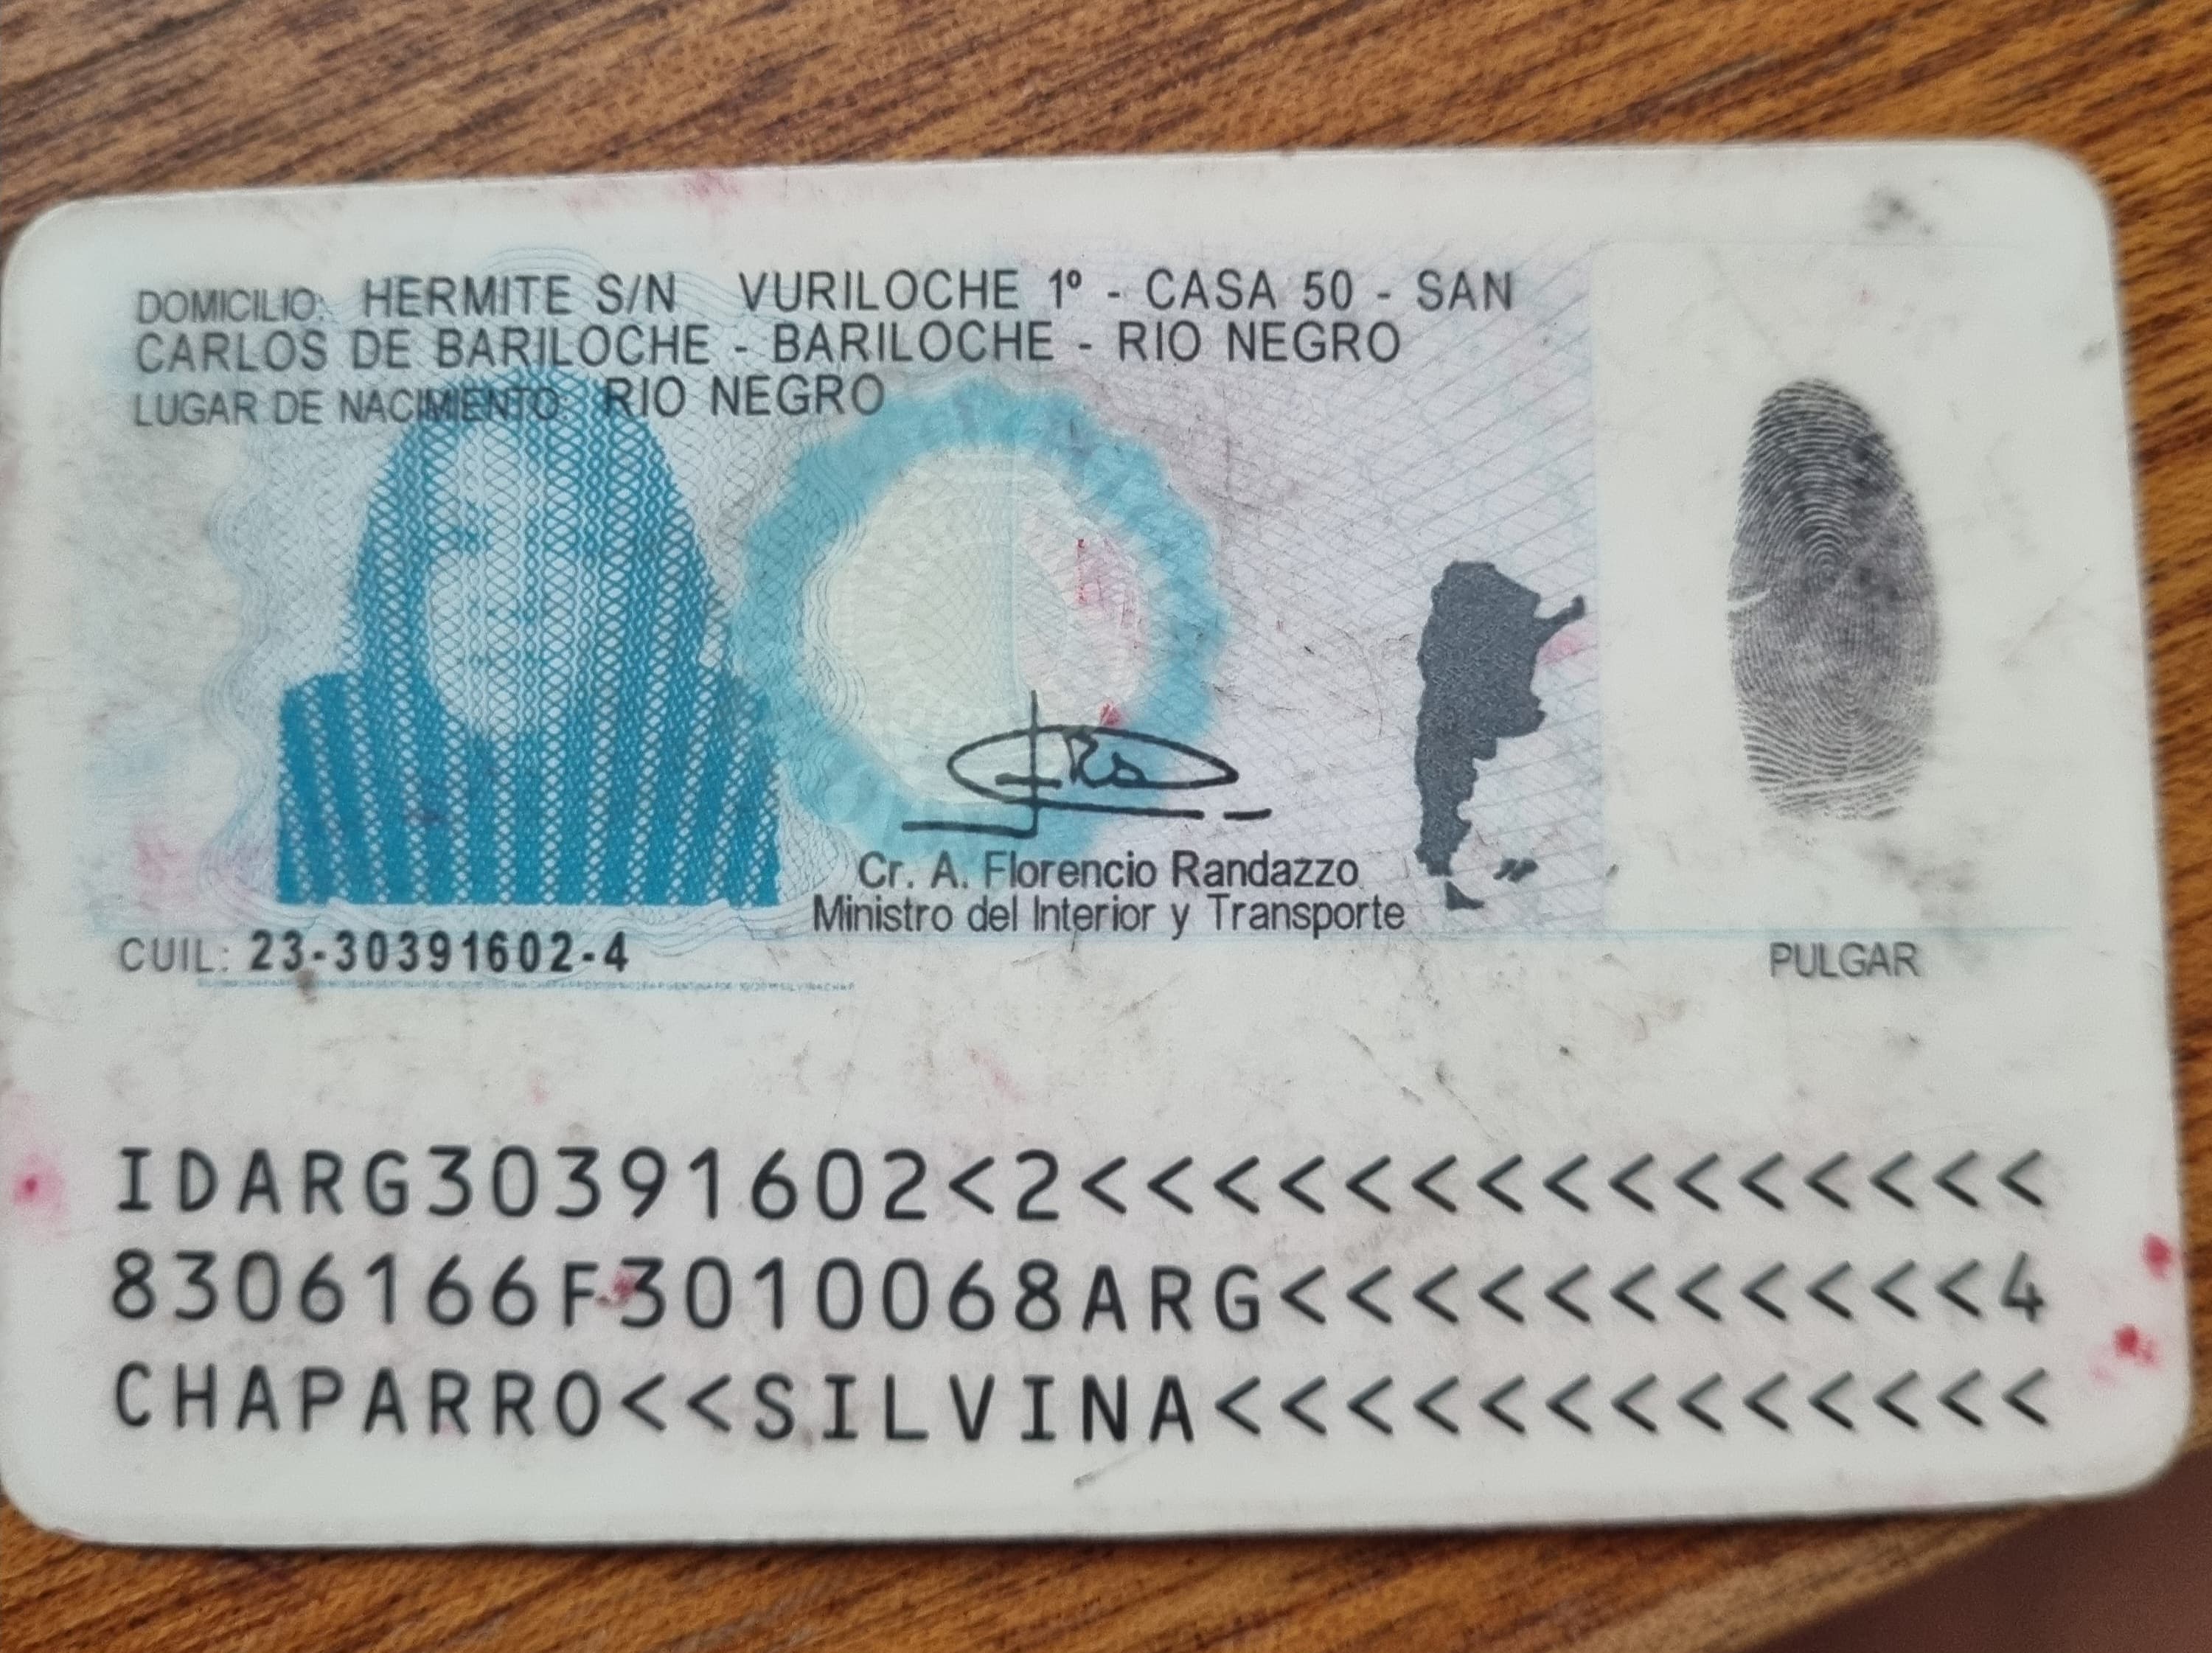 DOMICILIO: HERMITE S/N VURILOCHE 1º - CASA 50 - SAN
CARLOS DE BARILOCHE - BARILOCHE - RIO NEGRO
LUGAR DE NACIMIENTO: RIO NEGRO
Cr. A. Florencio Randazzo
Ministro del Interior y Transporte
CUIL: 23-30391602-4
PULGAR
IDARG30391602<2<<<<<<<<<<<<<<<
8306166F3010068ARG<<<<<<<<<<<4
CHAPARRO<<SILVINA<<<<<<<<<<<<<